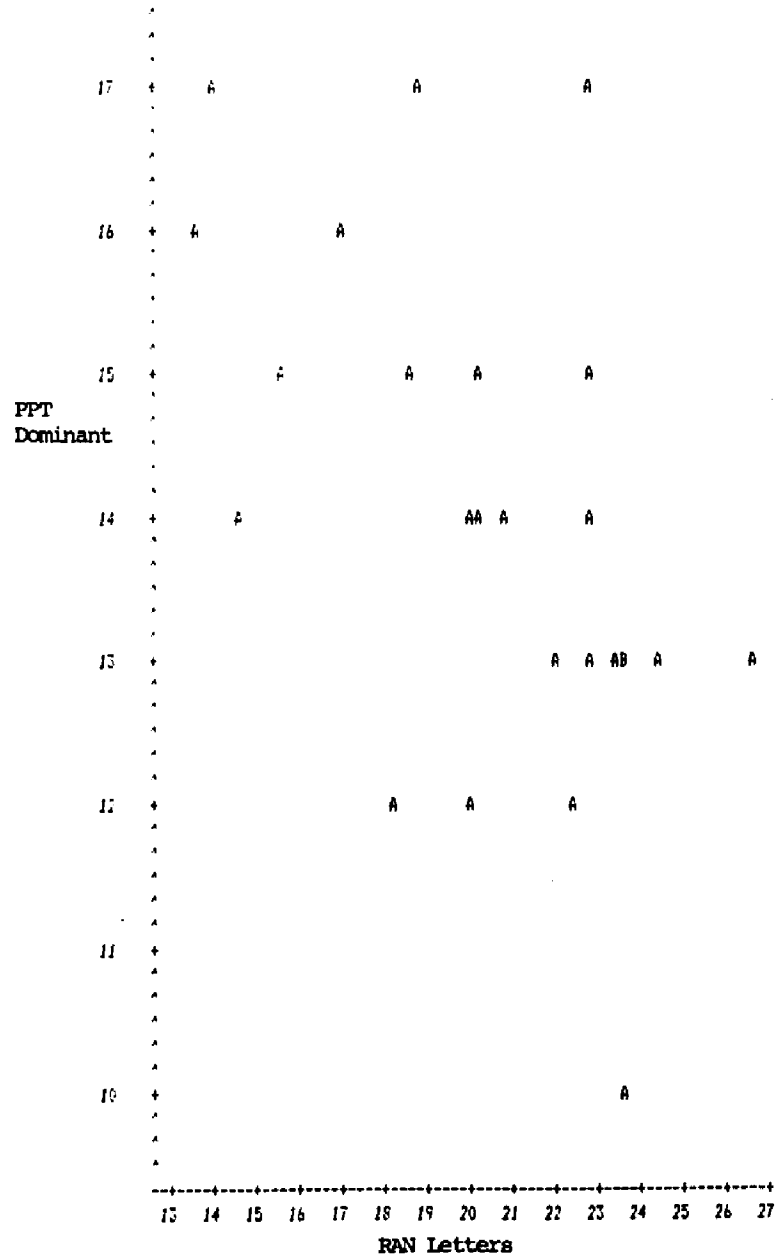 17 + A A A
16 + A A
15 + A A A A
PPT
Dominant
14 + A AA A A
13 + A A AB A A
12 + A A A
11 +
10 + A
13 14 15 16 17 18 19 20 21 22 23 24 25 26 27
RAN Letters